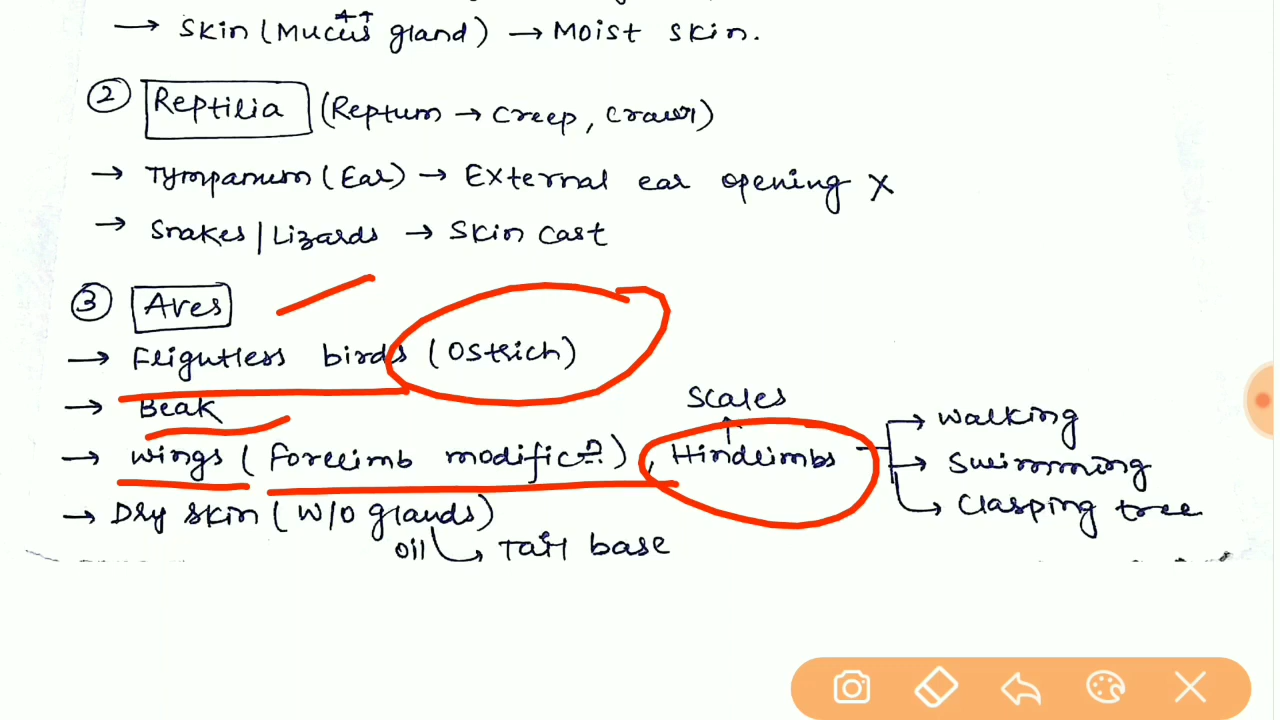 → Skin (Mucus gland) → Moist skin.
② Reptilia (Reptum → Creep, Crawl)
→ Tympanum (Ear) → External ear opening X
→ Snakes | Lizards → Skin cast
③ Aves
→ Flightless birds (Ostrich)
→ Beak
Scales
→ Wings (Forelimb modificⁿ), Hindlimbs → Walking
→ Swimming
→ Clasping tree
→ Dry skin (W/O glands)
oil → Tail base